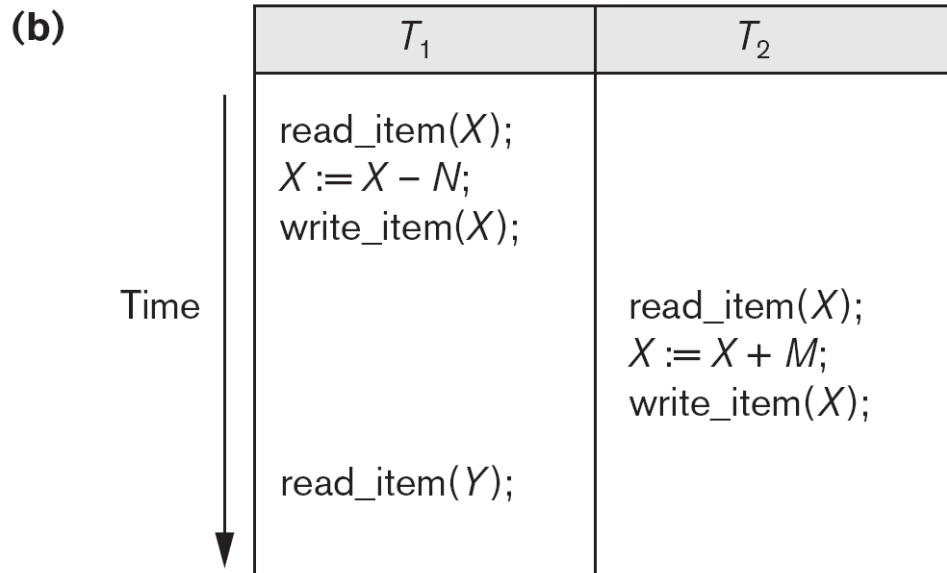 (b)
T₁ T₂
read_item(X);
X := X – N;
write_item(X);
Time
read_item(X);
X := X + M;
write_item(X);
read_item(Y);